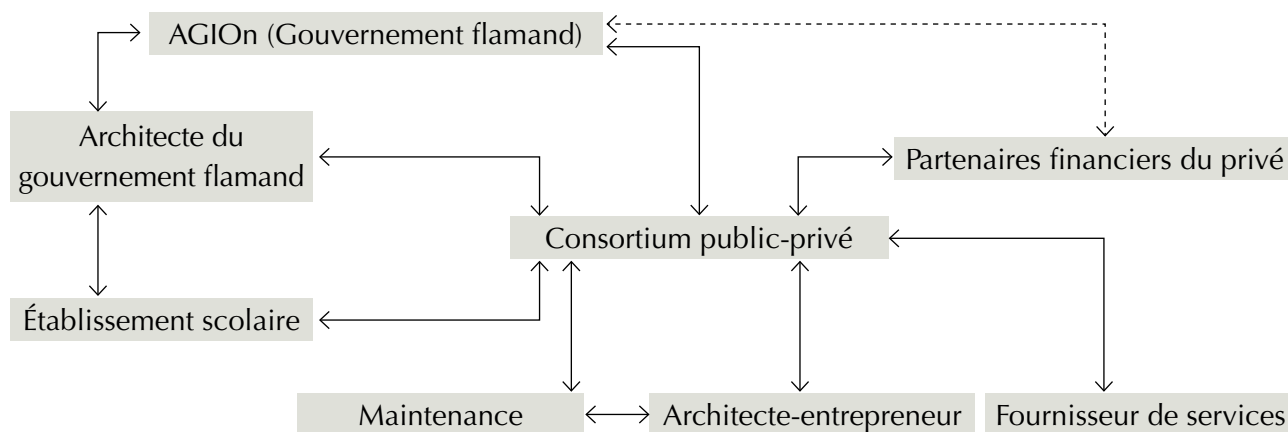 AGIOn (Gouvernement flamand)
Architecte du
gouvernement flamand
Partenaires financiers du privé
Consortium public-privé
Établissement scolaire
Maintenance
Architecte-entrepreneur
Fournisseur de services